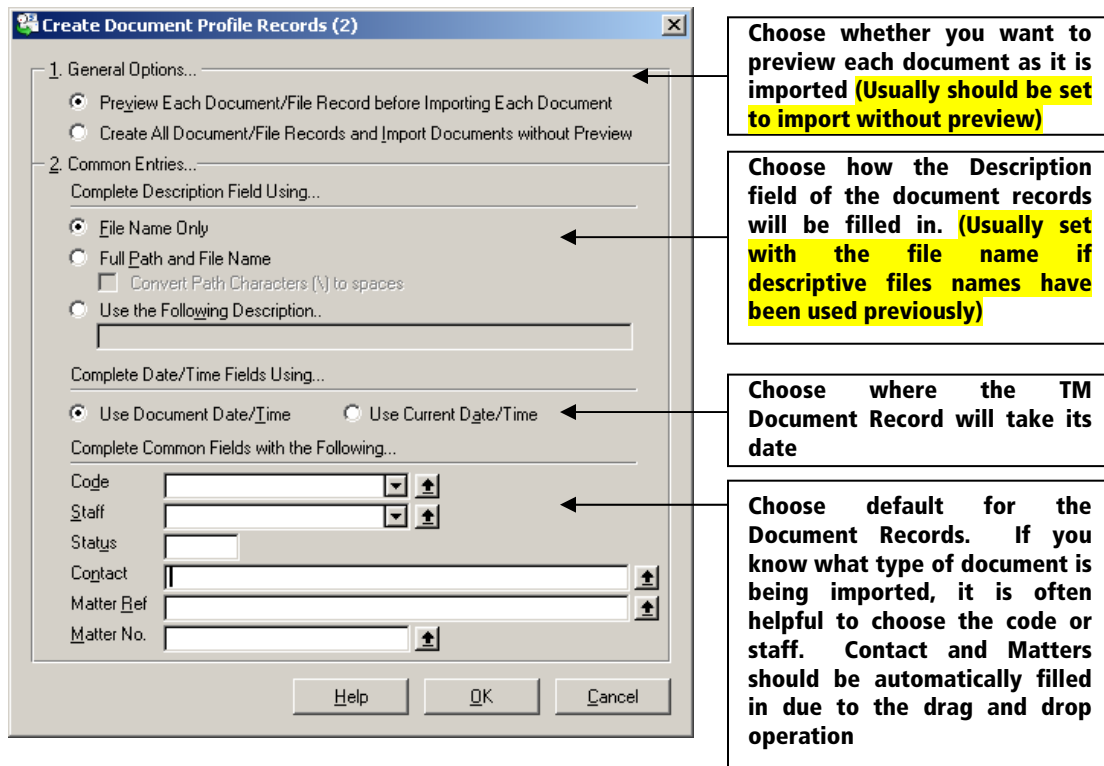 Create Document Profile Records (2)
1. General Options...
Preview Each Document/File Record before Importing Each Document
Create All Document/File Records and Import Documents without Preview
2. Common Entries...
Complete Description Field Using...
File Name Only
Full Path and File Name
Convert Path Characters (\) to spaces
Use the Following Description..
Complete Date/Time Fields Using...
Use Document Date/Time
Use Current Date/Time
Complete Common Fields with the Following...
Code
Staff
Status
Contact
Matter Ref
Matter No.
Help
OK
Cancel
Choose whether you want to
preview each document as it is
imported (Usually should be set
to import without preview)
Choose how the Description
field of the document records
will be filled in. (Usually set
with the file name if
descriptive files names have
been used previously)
Choose where the TM
Document Record will take its
date
Choose default for the
Document Records. If you
know what type of document is
being imported, it is often
helpful to choose the code or
staff. Contact and Matters
should be automatically filled
in due to the drag and drop
operation